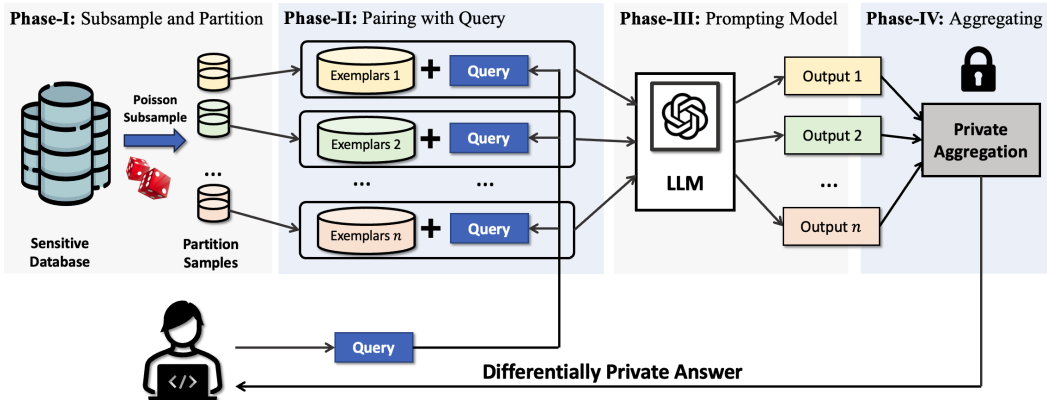 Phase-I: Subsample and Partition
Phase-II: Pairing with Query
Phase-III: Prompting Model
Phase-IV: Aggregating
Poisson
Subsample
...
Sensitive
Database
Partition
Samples
Exemplars 1
+
Query
Exemplars 2
+
Query
...
...
Exemplars n
+
Query
LLM
Output 1
Output 2
...
Output n
Private
Aggregation
Query
</>
Differentially Private Answer